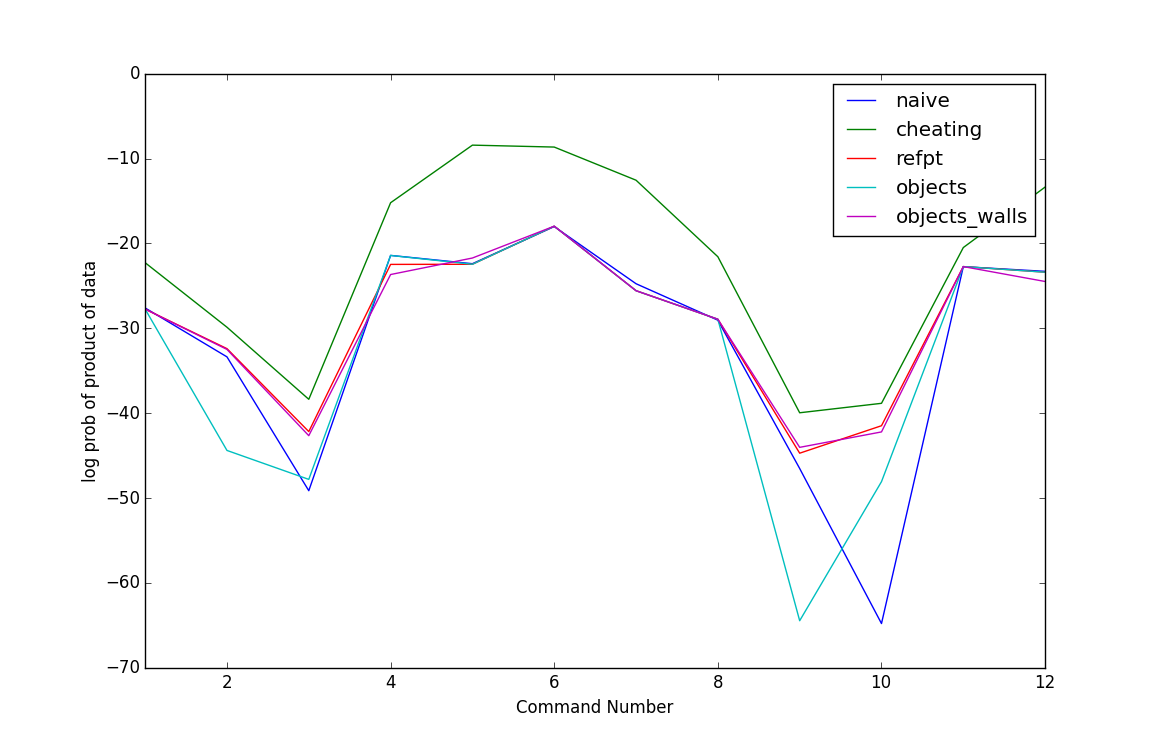 0
−10
−20
−30
−40
−50
−60
−70
log prob of product of data
2
4
6
8
10
12
Command Number
naive
cheating
refpt
objects
objects_walls